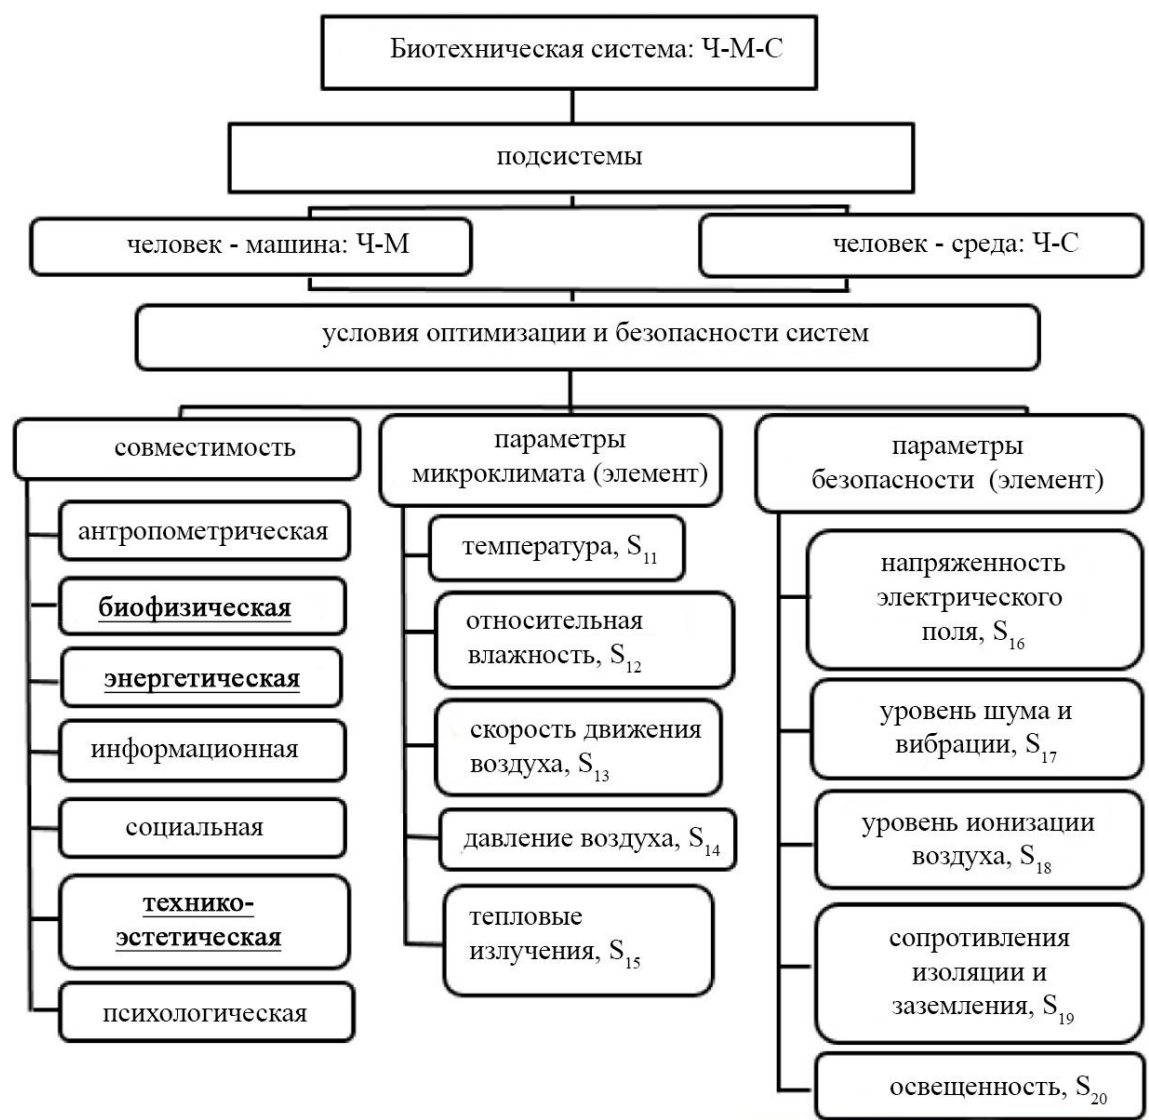 Биотехническая система: Ч-М-С
подсистемы
человек - машина: Ч-М
человек - среда: Ч-С
условия оптимизации и безопасности систем
совместимость
антропометрическая
биофизическая
энергетическая
информационная
социальная
технико-
эстетическая
психологическая
параметры
микроклимата (элемент)
температура, S₁₁
относительная
влажность, S₁₂
скорость движения
воздуха, S₁₃
давление воздуха, S₁₄
тепловые
излучения, S₁₅
параметры
безопасности (элемент)
напряженность
электрического
поля, S₁₆
уровень шума и
вибрации, S₁₇
уровень ионизации
воздуха, S₁₈
сопротивления
изоляции и
заземления, S₁₉
освещенность, S₂₀